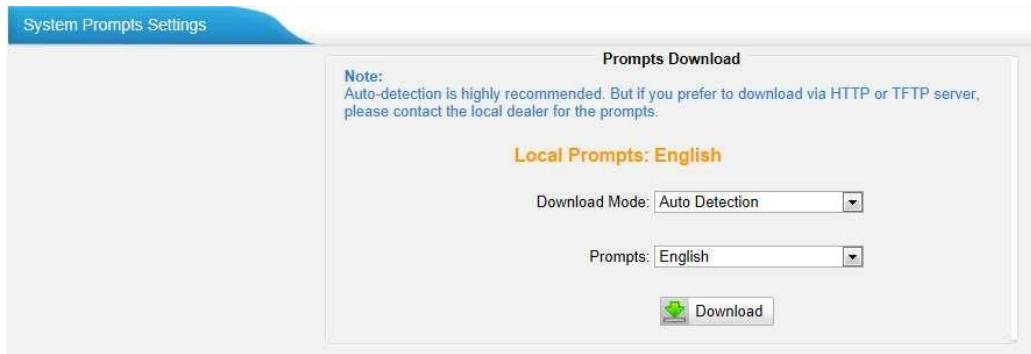 System Prompts Settings
Prompts Download
Note:
Auto-detection is highly recommended. But if you prefer to download via HTTP or TFTP server,
please contact the local dealer for the prompts.
Local Prompts: English
Download Mode: Auto Detection
Prompts: English
Download